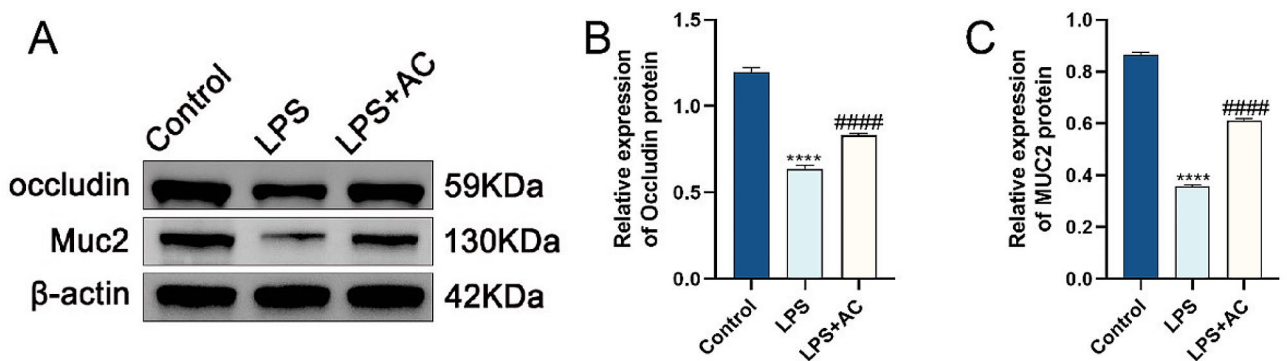 A
Control
LPS
LPS+AC
occludin
59KDa
Muc2
130KDa
β-actin
42KDa
B
Relative expression
of Occludin protein
1.5
1.0
0.5
0.0
****
####
Control
LPS
LPS+AC
C
Relative expression
of MUC2 protein
1.0
0.8
0.6
0.4
0.2
0.0
****
####
Control
LPS
LPS+AC